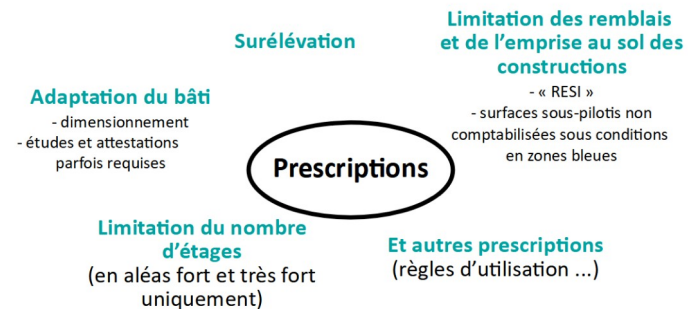 Surélévation
Limitation des remblais
et de l'emprise au sol des
constructions
- « RESI »
- surfaces sous-pilotis non
comptabilisées sous conditions
en zones bleues
Adaptation du bâti
- dimensionnement
- études et attestations
parfois requises
Prescriptions
Limitation du nombre
d'étages
(en aléas fort et très fort
uniquement)
Et autres prescriptions
(règles d'utilisation ...)